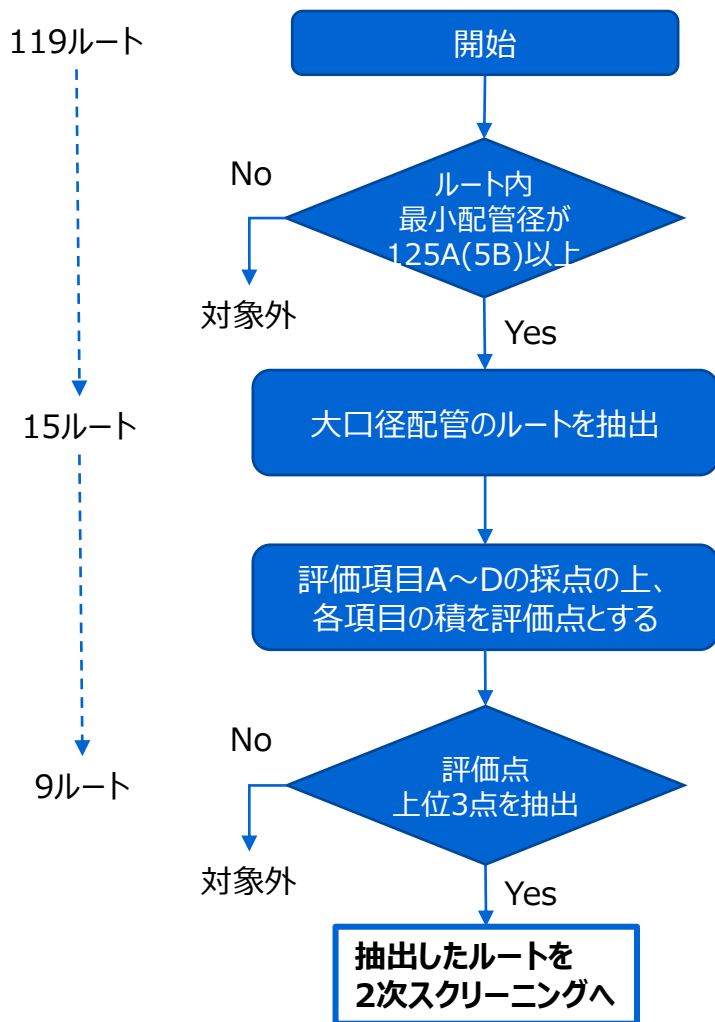 119ルート
開始
No
ルート内
最小配管径が
125A(5B)以上
対象外
Yes
15ルート
大口径配管のルートを抽出
評価項目A～Dの採点の上、
各項目の積を評価点とする
No
9ルート
評価点
上位3点を抽出
対象外
Yes
抽出したルートを
2次スクリーニングへ